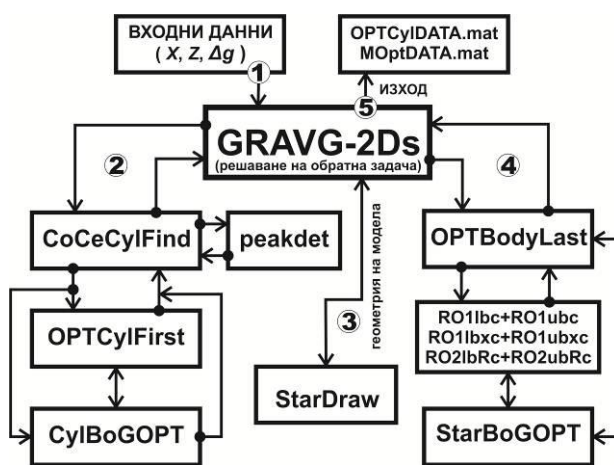 ВХОДНИ ДАННИ
( X, Z, Δg )
1
OPTCylDATA.mat
MOptDATA.mat
5
ИЗХОД
GRAVG-2Ds
(решаване на обратна задача)
2
4
CoCeCylFind
peakdet
OPTBodyLast
3
геометрия на модела
OPTCylFirst
RO1lbc+RO1ubc
RO1lbxc+RO1ubxc
RO2lbRc+RO2ubRc
StarDraw
CylBoGOPT
StarBoGOPT